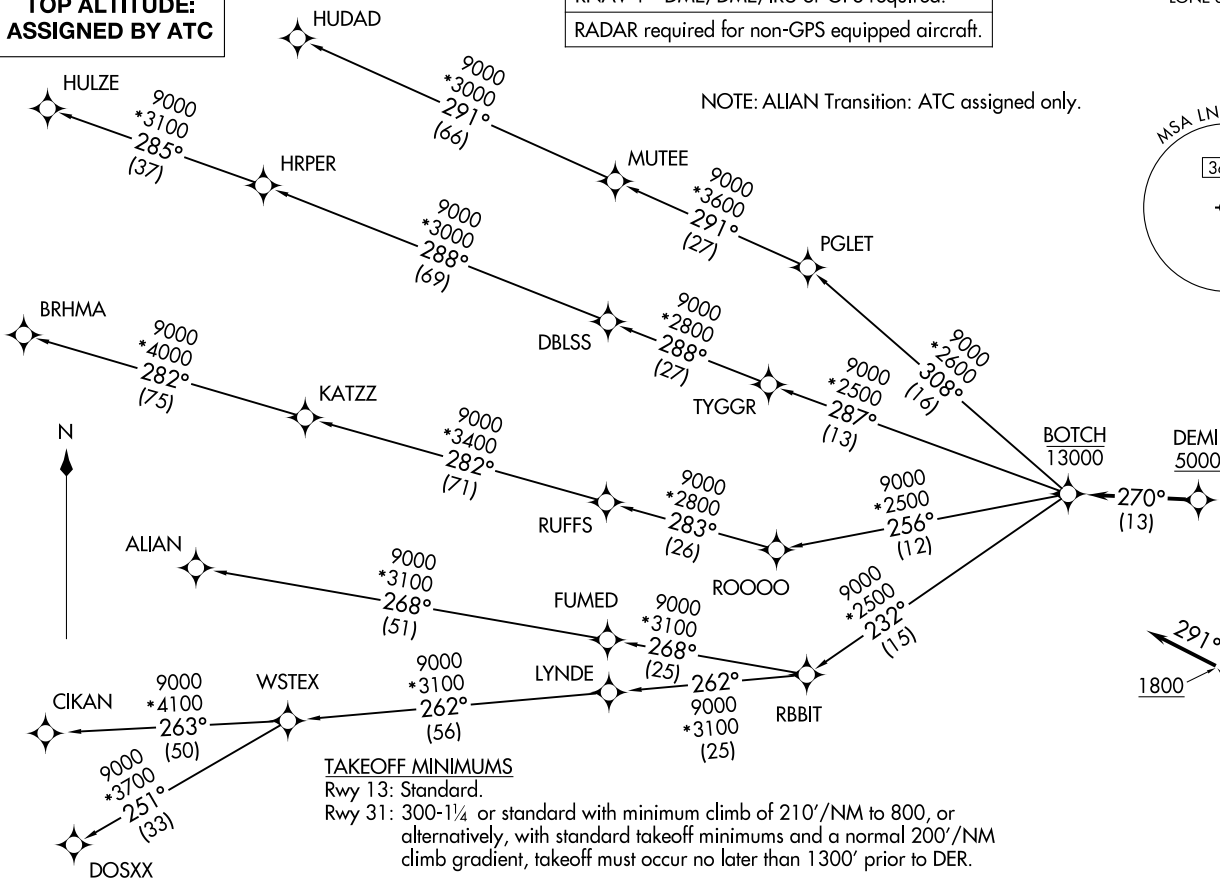 TOP ALTITUDE:
ASSIGNED BY ATC
RADAR required for non-GPS equipped aircraft.
NOTE: ALIAN Transition: ATC assigned only.
HUDAD
9000
*3000
291°
(66)
HULZE
9000
*3100
285°
(37)
HRPER
MUTEE
9000
*3600
291°
(27)
PGLET
MSA LN
9000
*3000
288°
(69)
BRHMA
9000
*4000
282°
(75)
DBLSS
9000
*2800
288°
(27)
TYGGR
9000
*2600
308°
(16)
9000
*2500
287°
(13)
KATZZ
9000
*3400
282°
(71)
N
BOTCH
13000
DEMI
5000
270°
(13)
RUFFS
9000
*2800
283°
(26)
ROOOO
9000
*2500
256°
(12)
ALIAN
9000
*3100
268°
(51)
FUMED
9000
*3100
268°
(25)
9000
*2500
232°
(15)
291°
1800
CIKAN
9000
*4100
263°
(50)
WSTEX
9000
*3100
262°
(56)
LYNDE
262°
9000
*3100
(25)
RBBIT
9000
*3700
251°
(33)
DOSXX
TAKEOFF MINIMUMS
Rwy 13: Standard.
Rwy 31: 300-1¼ or standard with minimum climb of 210'/NM to 800, or
alternatively, with standard takeoff minimums and a normal 200'/NM
climb gradient, takeoff must occur no later than 1300' prior to DER.